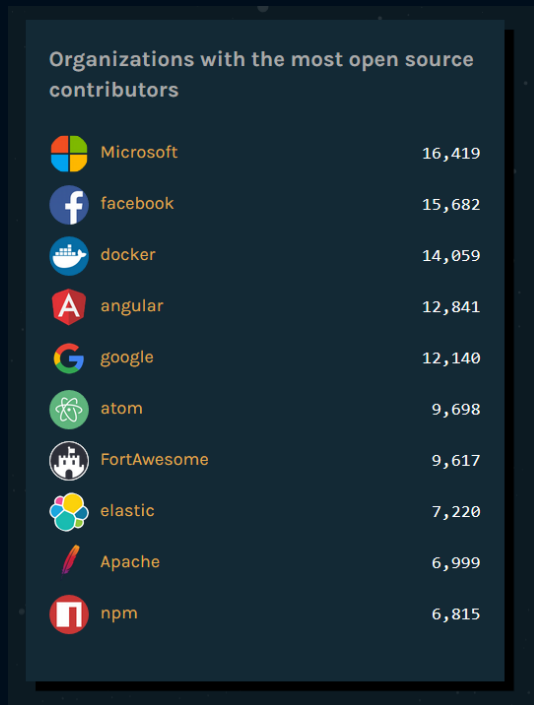 Organizations with the most open source
contributors
Microsoft 16,419
facebook 15,682
docker 14,059
angular 12,841
google 12,140
atom 9,698
FortAwesome 9,617
elastic 7,220
Apache 6,999
npm 6,815